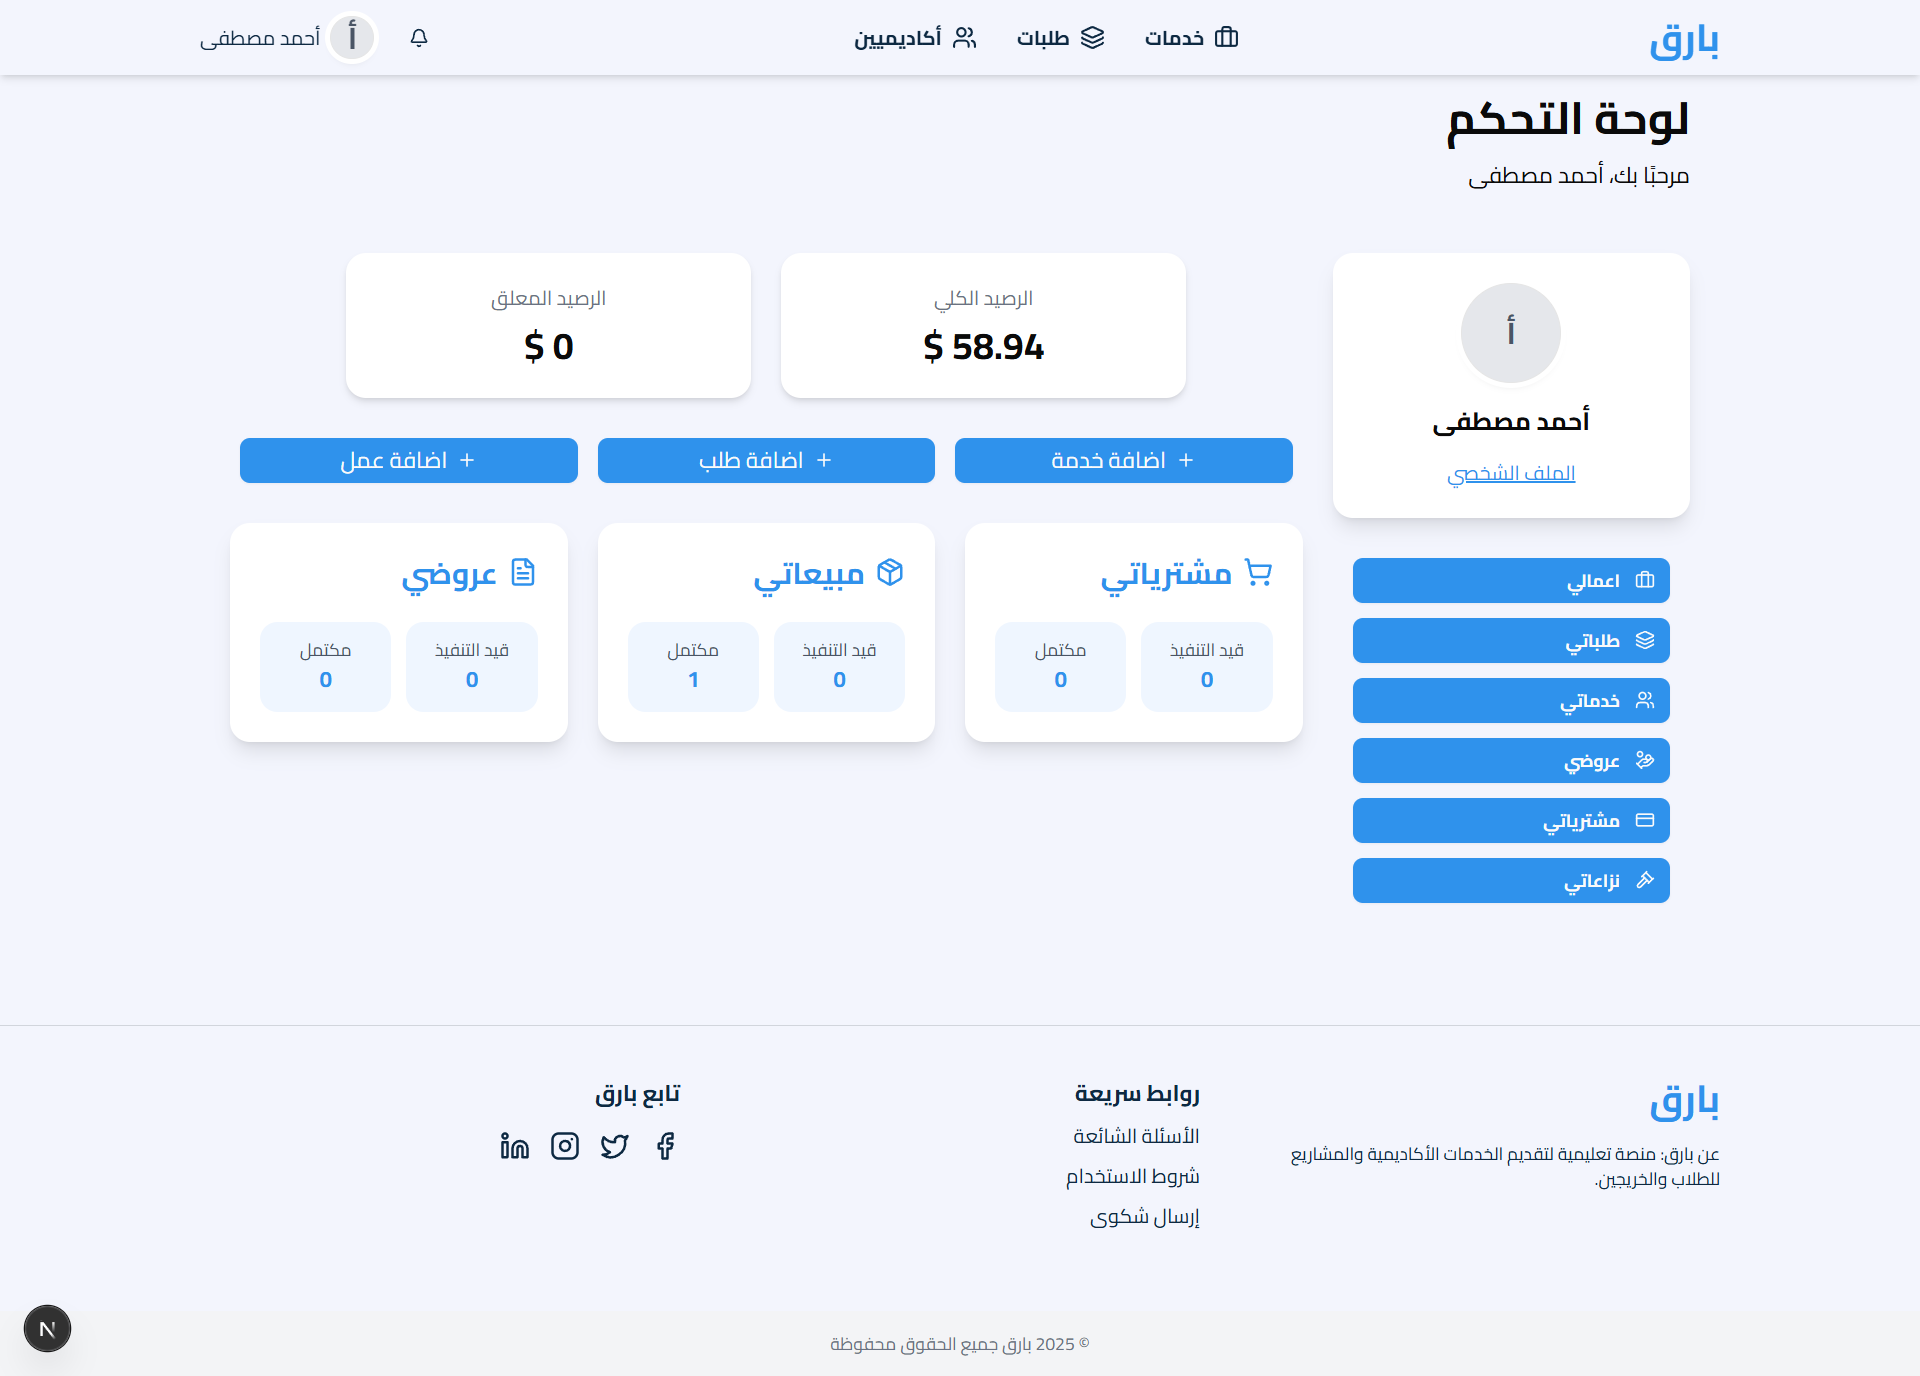 بارق
خدمات
طلبات
أكاديميين
أ
أحمد مصطفى
لوحة التحكم
مرحبًا بك، أحمد مصطفى
أ
أحمد مصطفى
الملف الشخصي
اعمالي
طلباتي
خدماتي
عروضي
مشترياتي
نزاعاتي
الرصيد الكلي
$ 58.94
الرصيد المعلق
$ 0
اضافة خدمة
اضافة طلب
اضافة عمل
مشترياتي
قيد التنفيذ
0
مكتمل
0
مبيعاتي
قيد التنفيذ
0
مكتمل
1
عروضي
قيد التنفيذ
0
مكتمل
0
بارق
عن بارق: منصة تعليمية لتقديم الخدمات الأكاديمية والمشاريع
للطلاب والخريجين.
روابط سريعة
الأسئلة الشائعة
شروط الاستخدام
إرسال شكوى
تابع بارق
N
© 2025 بارق جميع الحقوق محفوظة